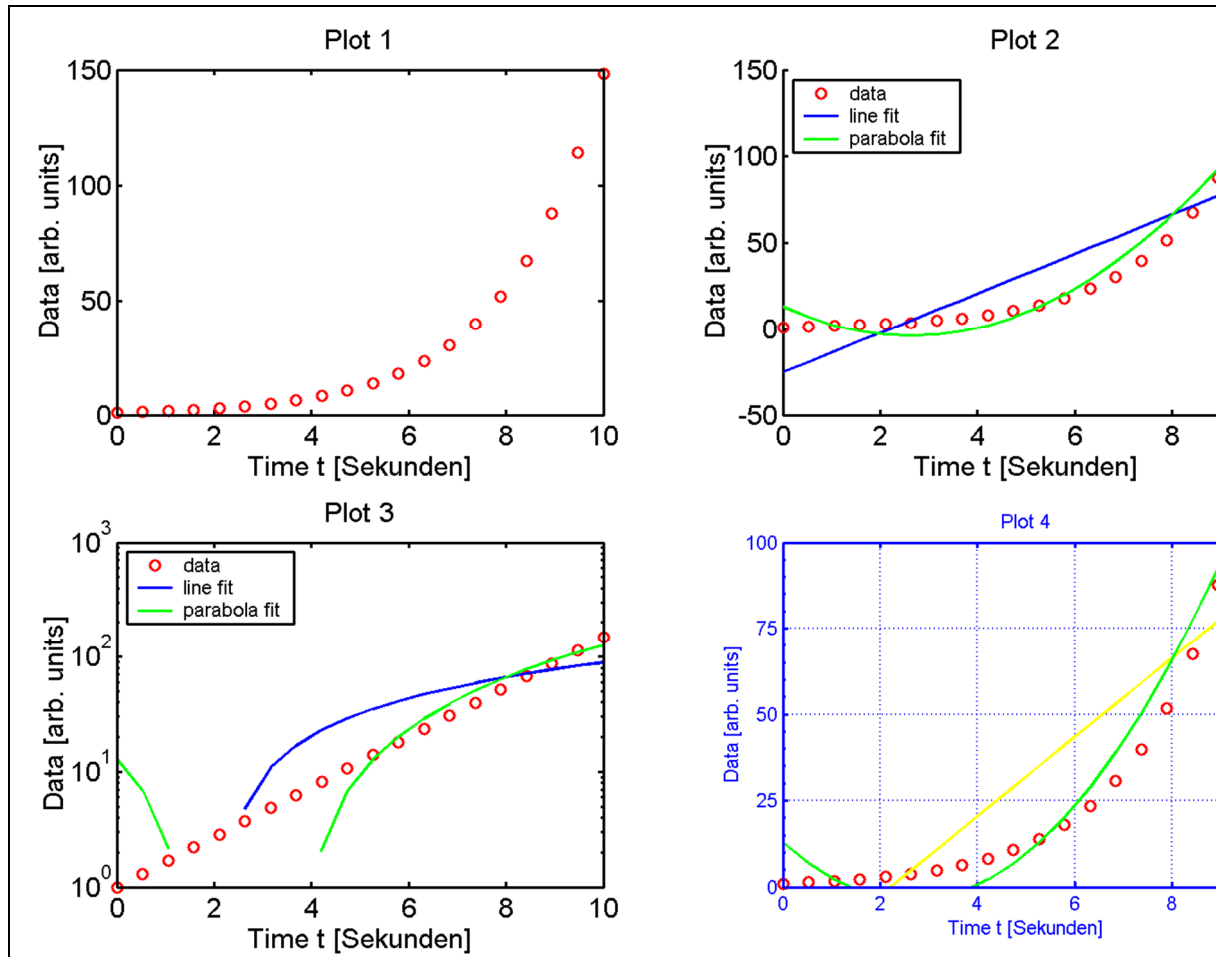 Plot 1
150
100
50
0
Data [arb. units]
0 2 4 6 8 10
Time t [Sekunden]
Plot 2
150
100
50
0
-50
Data [arb. units]
data
line fit
parabola fit
0 2 4 6 8
Time t [Sekunden]
Plot 3
10^3
10^2
10^1
10^0
Data [arb. units]
data
line fit
parabola fit
0 2 4 6 8 10
Time t [Sekunden]
Plot 4
100
75
50
25
0
Data [arb. units]
0 2 4 6 8
Time t [Sekunden]